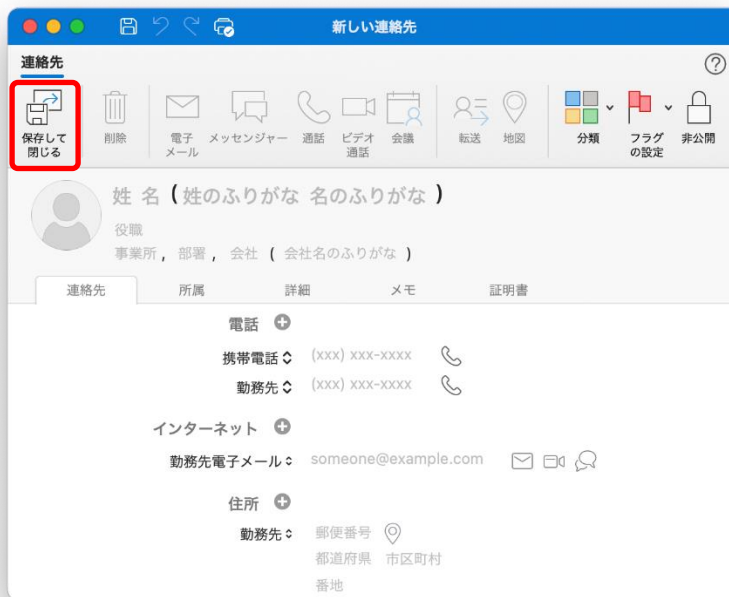 新しい連絡先
連絡先
?
保存して
閉じる
削除
電子
メール
メッセンジャー
通話
ビデオ
通話
会議
転送
地図
分類
フラグ
の設定
非公開
姓 名 (姓のふりがな 名のふりがな )
役職
事業所 , 部署 , 会社 ( 会社名のふりがな )
連絡先 所属 詳細 メモ 証明書
電話
携帯電話 (xxx) xxx-xxxx
勤務先 (xxx) xxx-xxxx
インターネット
勤務先電子メール someone@example.com
住所
勤務先 郵便番号
都道府県 市区町村
番地